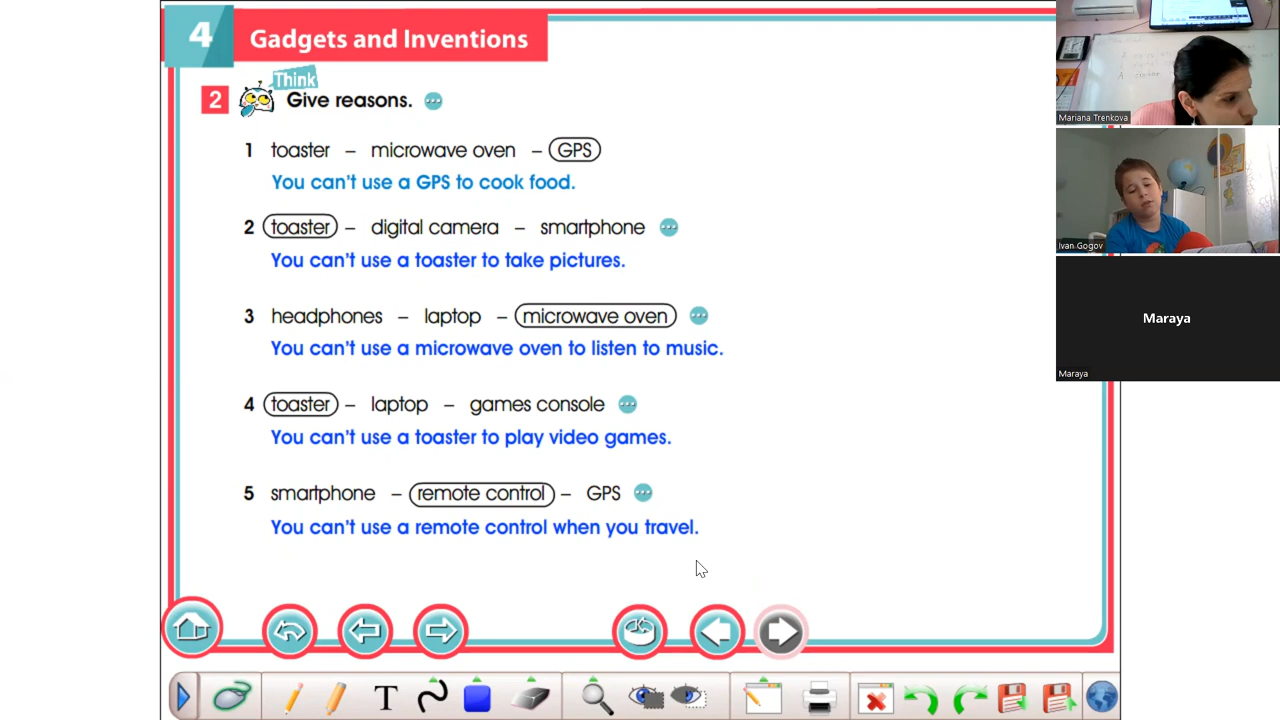 4
Gadgets and Inventions
Think
2 Give reasons.
1 toaster – microwave oven – GPS
You can't use a GPS to cook food.
2 toaster – digital camera – smartphone
You can't use a toaster to take pictures.
3 headphones – laptop – microwave oven
You can't use a microwave oven to listen to music.
4 toaster – laptop – games console
You can't use a toaster to play video games.
5 smartphone – remote control – GPS
You can't use a remote control when you travel.
T
Mariana Trenkova
Ivan Gogov
Maraya
Maraya